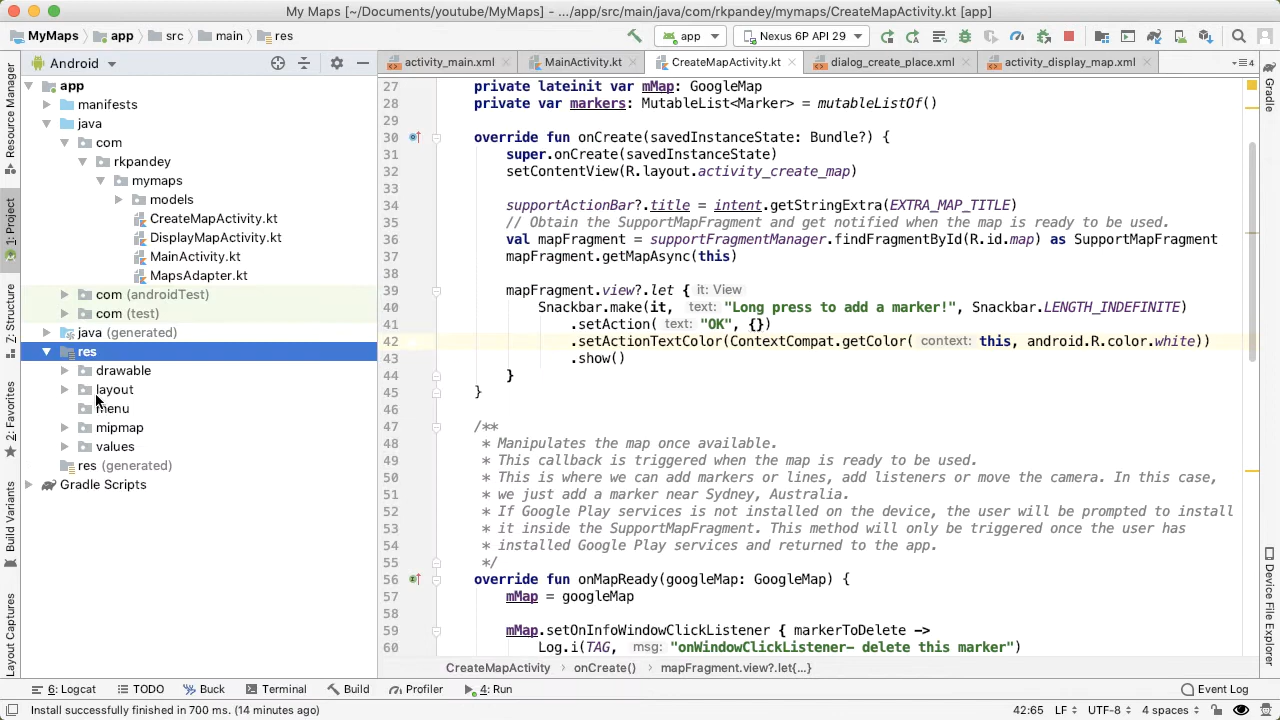 My Maps [~/Documents/youtube/MyMaps] - .../app/src/main/java/com/rkpandey/mymaps/CreateMapActivity.kt [app]
MyMaps app src main res app Nexus 6P API 29
Android activity_main.xml MainActivity.kt CreateMapActivity.kt dialog_create_place.xml activity_display_map.xml
app
manifests
java
com
rkpandey
mymaps
models
CreateMapActivity.kt
DisplayMapActivity.kt
MainActivity.kt
MapsAdapter.kt
com (androidTest)
com (test)
java (generated)
res
drawable
layout
menu
mipmap
values
res (generated)
Gradle Scripts
Resource Manager
1: Project
Z: Structure
2: Favorites
Build Variants
Layout Captures
27 private lateinit var mMap: GoogleMap
28 private var markers: MutableList<Marker> = mutableListOf()
29
30 override fun onCreate(savedInstanceState: Bundle?) {
31 super.onCreate(savedInstanceState)
32 setContentView(R.layout.activity_create_map)
33
34 supportActionBar?.title = intent.getStringExtra(EXTRA_MAP_TITLE)
35 // Obtain the SupportMapFragment and get notified when the map is ready to be used.
36 val mapFragment = supportFragmentManager.findFragmentById(R.id.map) as SupportMapFragment
37 mapFragment.getMapAsync(this)
38
39 mapFragment.view?.let { it: View
40 Snackbar.make(it, text: "Long press to add a marker!", Snackbar.LENGTH_INDEFINITE)
41 .setAction( text: "OK", {})
42 .setActionTextColor(ContextCompat.getColor( context: this, android.R.color.white))
43 .show()
44 }
45 }
46
47 /**
48 * Manipulates the map once available.
49 * This callback is triggered when the map is ready to be used.
50 * This is where we can add markers or lines, add listeners or move the camera. In this case,
51 * we just add a marker near Sydney, Australia.
52 * If Google Play services is not installed on the device, the user will be prompted to install
53 * it inside the SupportMapFragment. This method will only be triggered once the user has
54 * installed Google Play services and returned to the app.
55 */
56 override fun onMapReady(googleMap: GoogleMap) {
57 mMap = googleMap
58
59 mMap.setOnInfoWindowClickListener { markerToDelete ->
60 Log.i(TAG, msg: "onWindowClickListener- delete this marker")
4
Gradle
Device File Explorer
CreateMapActivity onCreate() mapFragment.view?.let{...}
6: Logcat TODO Buck Terminal Build Profiler 4: Run Event Log
Install successfully finished in 700 ms. (14 minutes ago) 42:65 LF UTF-8 4 spaces